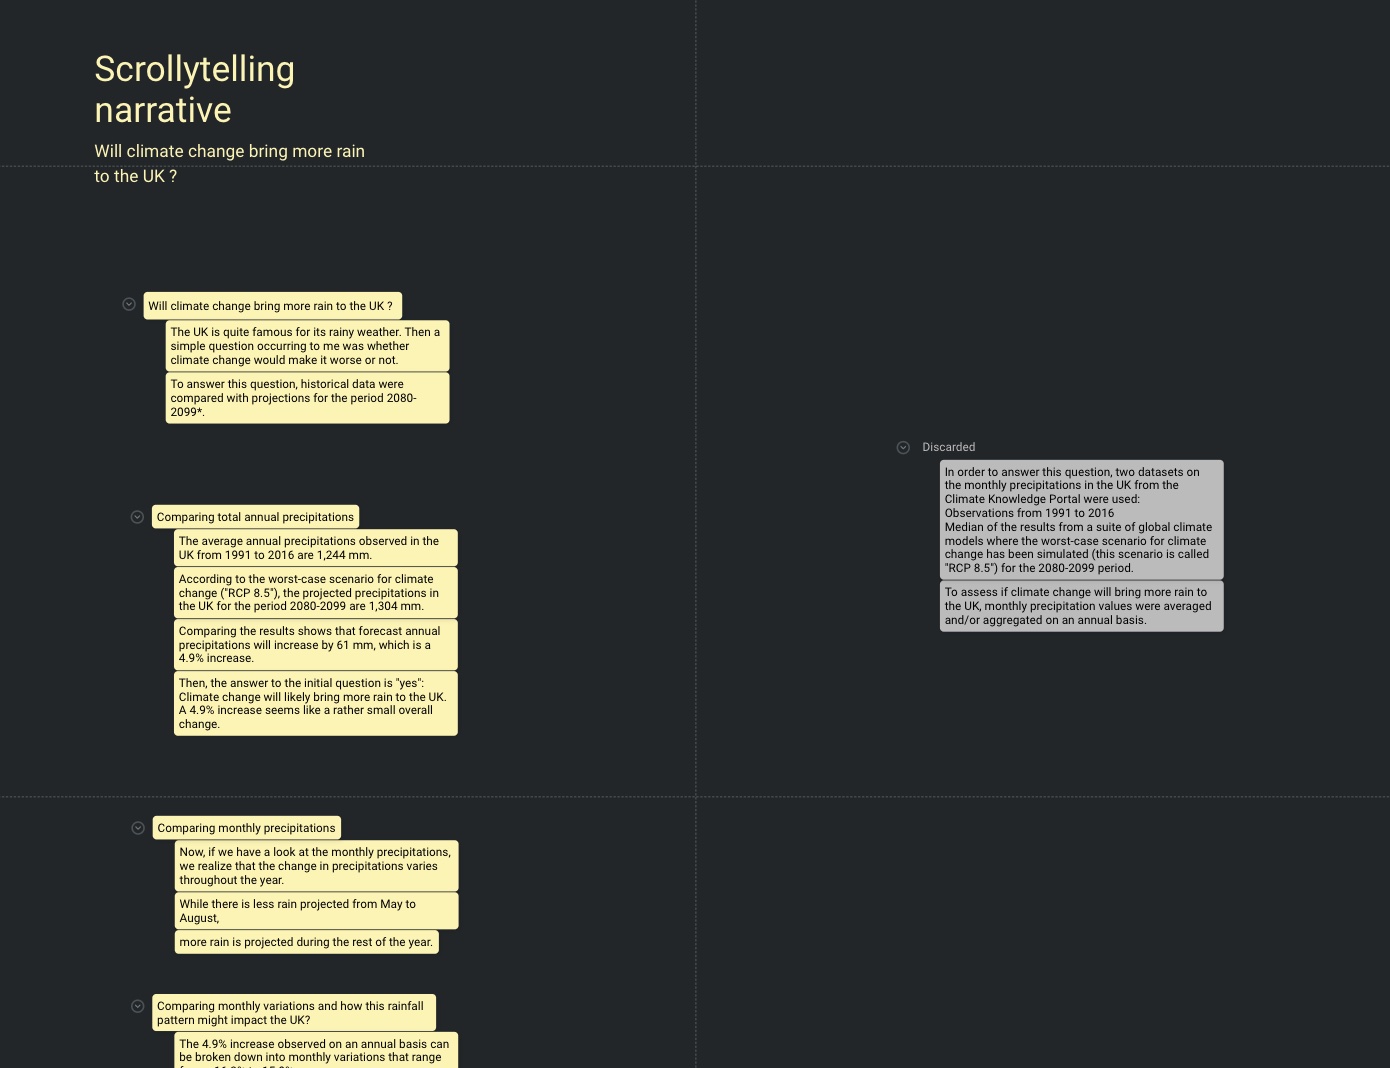 Scrollytelling
narrative
Will climate change bring more rain
to the UK ?
Will climate change bring more rain to the UK ?
The UK is quite famous for its rainy weather. Then a
simple question occurring to me was whether
climate change would make it worse or not.
To answer this question, historical data were
compared with projections for the period 2080-
2099*.
Discarded
In order to answer this question, two datasets on
the monthly precipitations in the UK from the
Climate Knowledge Portal were used:
Observations from 1991 to 2016
Median of the results from a suite of global climate
models where the worst-case scenario for climate
change has been simulated (this scenario is called
"RCP 8.5") for the 2080-2099 period.
To assess if climate change will bring more rain to
the UK, monthly precipitation values were averaged
and/or aggregated on an annual basis.
Comparing total annual precipitations
The average annual precipitations observed in the
UK from 1991 to 2016 are 1,244 mm.
According to the worst-case scenario for climate
change ("RCP 8.5"), the projected precipitations in
the UK for the period 2080-2099 are 1,304 mm.
Comparing the results shows that forecast annual
precipitations will increase by 61 mm, which is a
4.9% increase.
Then, the answer to the initial question is "yes":
Climate change will likely bring more rain to the UK.
A 4.9% increase seems like a rather small overall
change.
Comparing monthly precipitations
Now, if we have a look at the monthly precipitations,
we realize that the change in precipitations varies
throughout the year.
While there is less rain projected from May to
August,
more rain is projected during the rest of the year.
Comparing monthly variations and how this rainfall
pattern might impact the UK?
The 4.9% increase observed on an annual basis can
be broken down into monthly variations that range